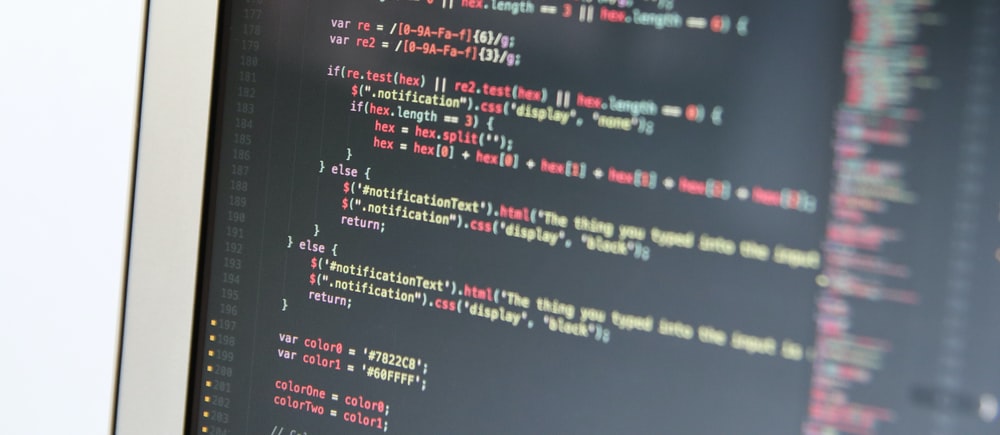 hex.length == 3 || hex.length == 0) {
177
178 var re = /[0-9A-Fa-f]{6}/g;
179 var re2 = /[0-9A-Fa-f]{3}/g;
180
181 if(re.test(hex) || re2.test(hex) || hex.length == 0) {
182 $(".notification").css("display", "none");
183 if(hex.length == 3) {
184 hex = hex.split('');
185 hex = hex[0] + hex[0] + hex[1] + hex[1] + hex[2] + hex[2];
186 }
187 } else {
188 $('#notificationText').html("The thing you typed into the input
189 $(".notification").css("display", "block");
190 return;
191 }
192 } else {
193 $('#notificationText').html("The thing you typed into the input is
194 $(".notification").css("display", "block");
195 return;
196 }
197
198 var color0 = '#7822C8';
199 var color1 = '#60FFFF';
200
201 colorOne = color0;
202 colorTwo = color1;
203
204 //